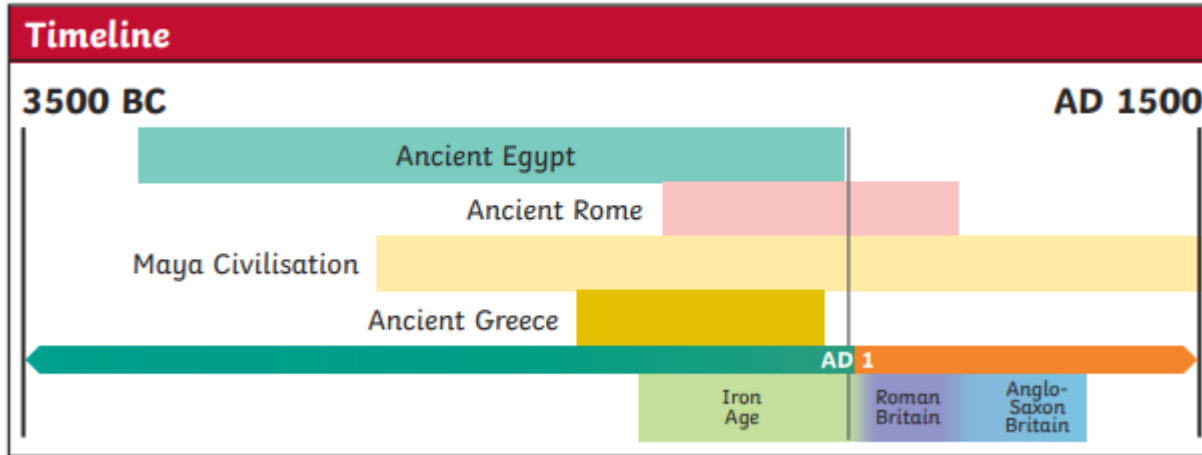 Timeline
3500 BC
AD 1500
Ancient Egypt
Ancient Rome
Maya Civilisation
Ancient Greece
AD 1
Iron
Age
Roman
Britain
Anglo-
Saxon
Britain